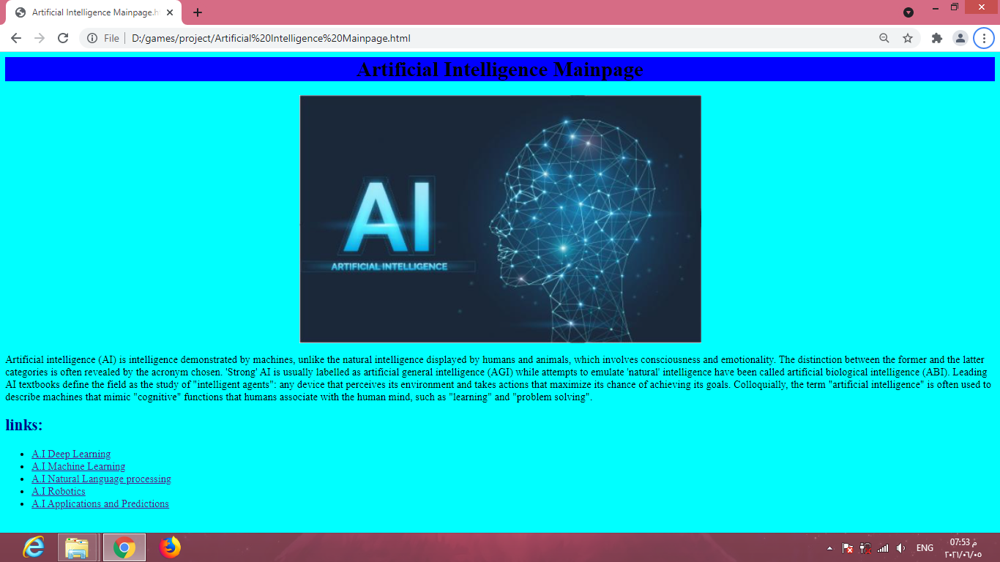 Artificial Intelligence Mainpage.h
File
D:/games/project/Artificial%20Intelligence%20Mainpage.html
Artificial Intelligence Mainpage
AI
ARTIFICIAL INTELLIGENCE
Artificial intelligence (AI) is intelligence demonstrated by machines, unlike the natural intelligence displayed by humans and animals, which involves consciousness and emotionality. The distinction between the former and the latter
categories is often revealed by the acronym chosen. 'Strong' AI is usually labelled as artificial general intelligence (AGI) while attempts to emulate 'natural' intelligence have been called artificial biological intelligence (ABI). Leading
AI textbooks define the field as the study of "intelligent agents": any device that perceives its environment and takes actions that maximize its chance of achieving its goals. Colloquially, the term "artificial intelligence" is often used to
describe machines that mimic "cognitive" functions that humans associate with the human mind, such as "learning" and "problem solving".
links:
A.I Deep Learning
A.I Machine Learning
A.I Natural Language processing
A.I Robotics
A.I Applications and Predictions
ENG
07:53 م
٢٠٢١/٠٦/٠٥